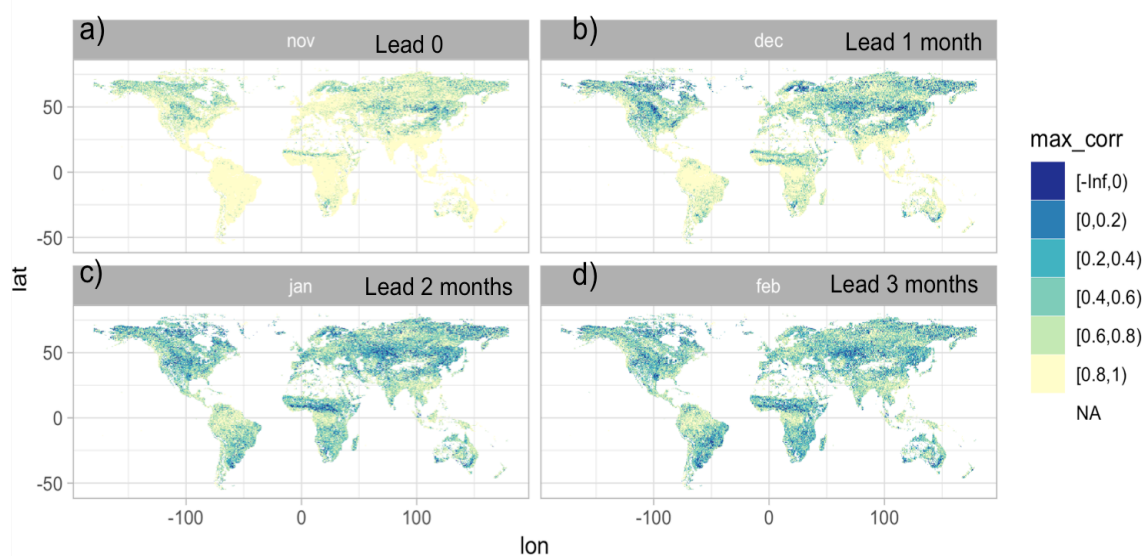 a) nov Lead 0
b) dec Lead 1 month
50
0
-50
c) jan Lead 2 months
d) feb Lead 3 months
50
0
-50
-100 0 100
-100 0 100
lon
lat
max_corr
[-Inf,0)
[0,0.2)
[0.2,0.4)
[0.4,0.6)
[0.6,0.8)
[0.8,1)
NA